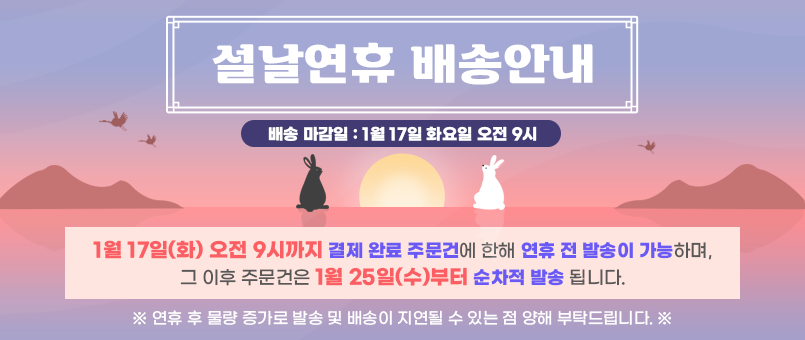 설날연휴 배송안내
배송 마감일 : 1월 17일 화요일 오전 9시
1월 17일(화) 오전 9시까지 결제 완료 주문건에 한해 연휴 전 발송이 가능하며,
그 이후 주문건은 1월 25일(수)부터 순차적 발송 됩니다.
※ 연휴 후 물량 증가로 발송 및 배송이 지연될 수 있는 점 양해 부탁드립니다. ※